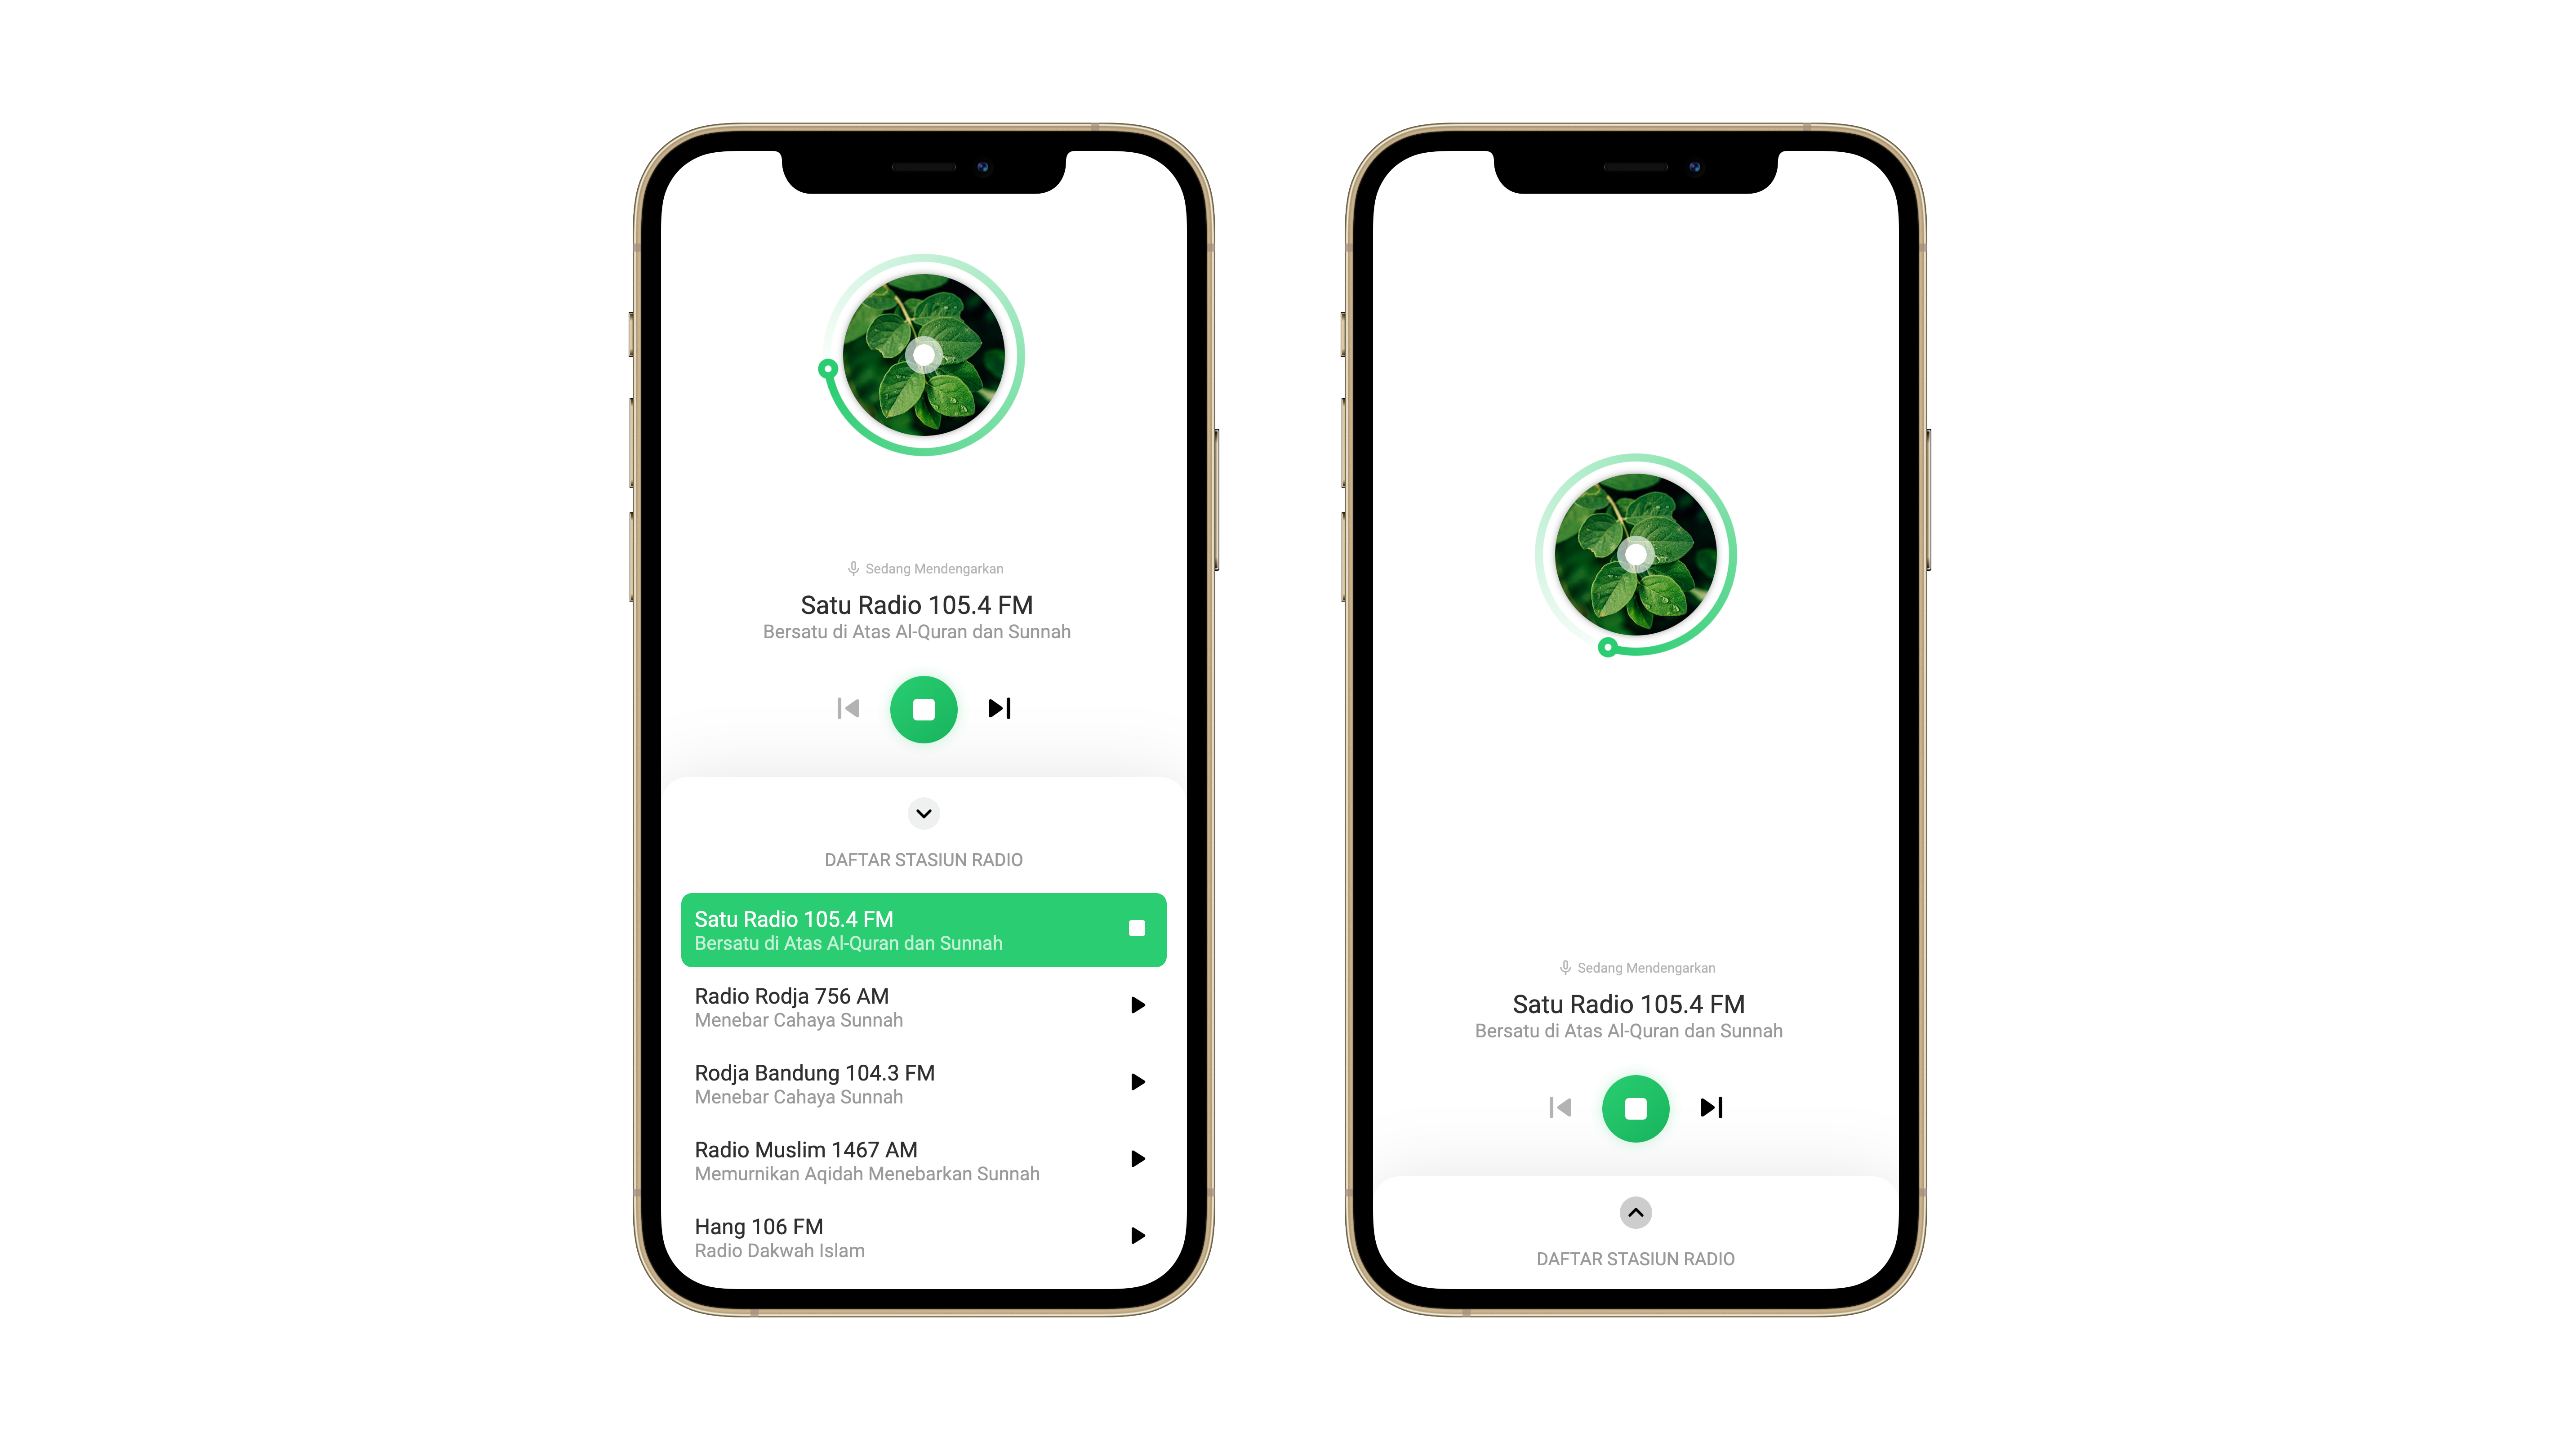 Sedang Mendengarkan
Satu Radio 105.4 FM
Bersatu di Atas Al-Quran dan Sunnah
DAFTAR STASIUN RADIO
Satu Radio 105.4 FM
Bersatu di Atas Al-Quran dan Sunnah
Radio Rodja 756 AM
Menebar Cahaya Sunnah
Rodja Bandung 104.3 FM
Menebar Cahaya Sunnah
Radio Muslim 1467 AM
Memurnikan Aqidah Menebarkan Sunnah
Hang 106 FM
Radio Dakwah Islam
Sedang Mendengarkan
Satu Radio 105.4 FM
Bersatu di Atas Al-Quran dan Sunnah
DAFTAR STASIUN RADIO